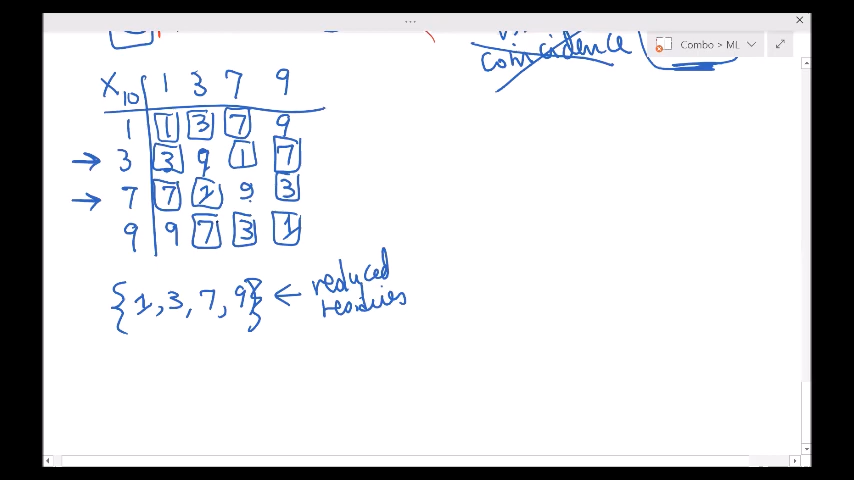 coincidence
Combo > ML
X10 1 3 7 9
1 1 3 7 9
→ 3 3 9 1 7
→ 7 7 1 9 3
9 9 7 3 1
{1, 3, 7, 9} ← reduced
residues